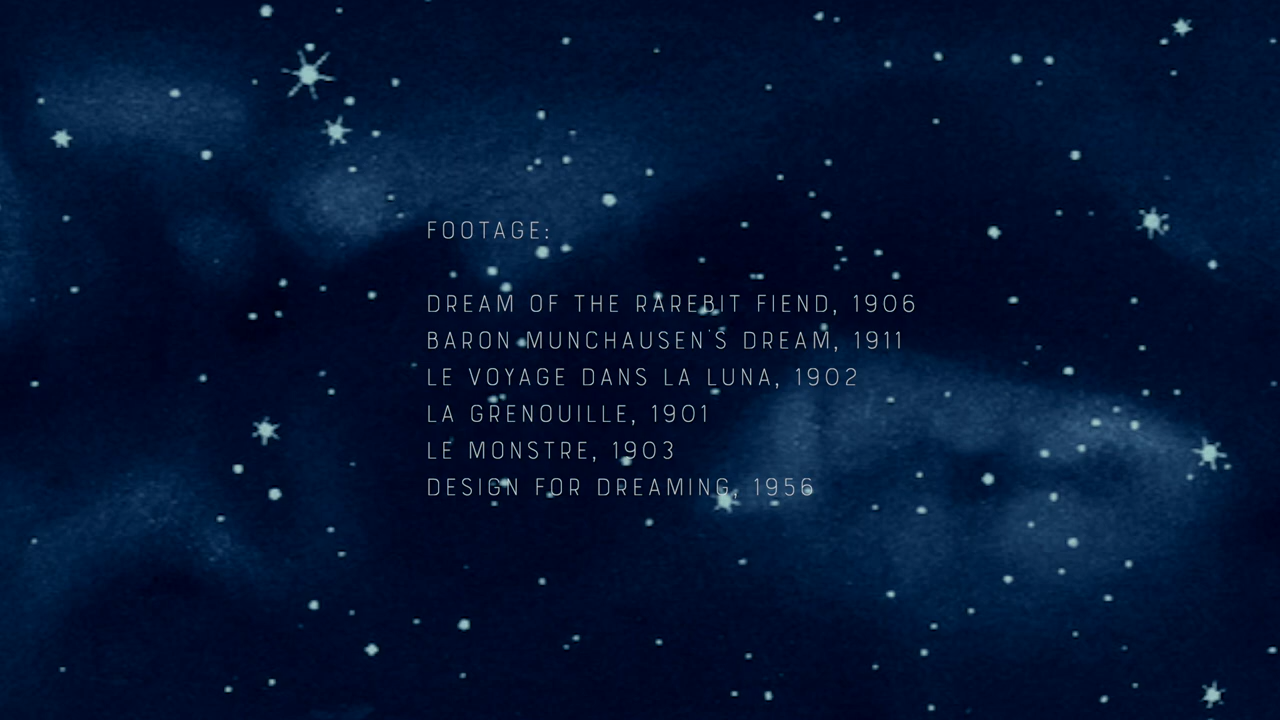 FOOTAGE:
DREAM OF THE RAREBIT FIEND, 1906
BARON MUNCHAUSEN'S DREAM, 1911
LE VOYAGE DANS LA LUNA, 1902
LA GRENOUILLE, 1901
LE MONSTRE, 1903
DESIGN FOR DREAMING, 1956